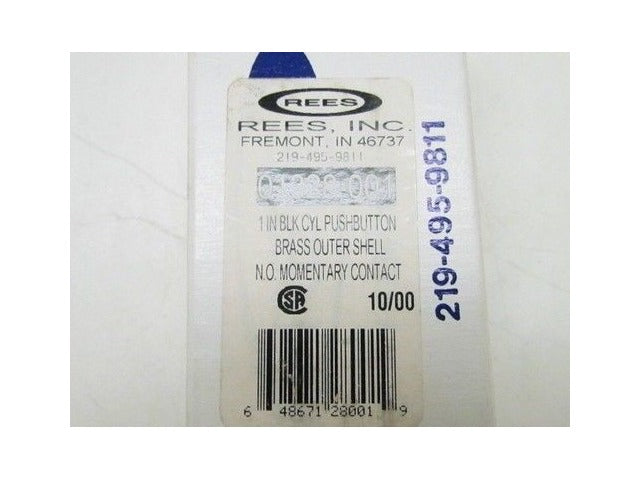 REES
REES, INC.
FREMONT, IN 46737
219-495-9811
1 IN BLK CYL PUSHBUTTON
BRASS OUTER SHELL
N.O. MOMENTARY CONTACT
SA 10/00
6 48671 28001 9
219-495-9811